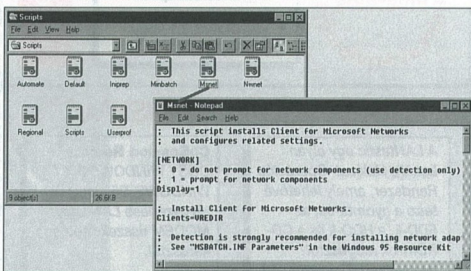 Scripts
File Edit View Help
Scripts
Automate Default Inprep Minbatch Msnet Nwnet
Regional Scripts Userprof
9 object(s) 26.6KB
Msnet - Notepad
File Edit Search Help
; This script installs Client for Microsoft Networks
; and configures related settings.
[NETWORK]
; 0 = do not prompt for network components (use detection only)
; 1 = prompt for network components
Display=1
; Install Client for Microsoft Networks.
Clients=VREDIR
; Detection is strongly recommended for installing network adap
; See "MSBATCH.INF Parameters" in the Windows 95 Resource Kit